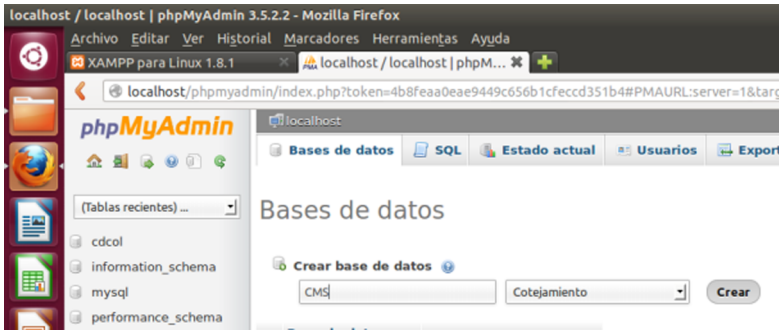 localhost / localhost | phpMyAdmin 3.5.2.2 - Mozilla Firefox
Archivo Editar Ver Historial Marcadores Herramientas Ayuda
XAMPP para Linux 1.8.1
localhost / localhost | phpM...
localhost/phpmyadmin/index.php?token=4b8feaa0eae9449c656b1cfeccd351b4#PMAURL:server=1&targ
phpMyAdmin
localhost
Bases de datos SQL Estado actual Usuarios Export
(Tablas recientes) ...
cdcol
information_schema
mysql
performance_schema
Bases de datos
Crear base de datos
CMS
Cotejamiento
Crear